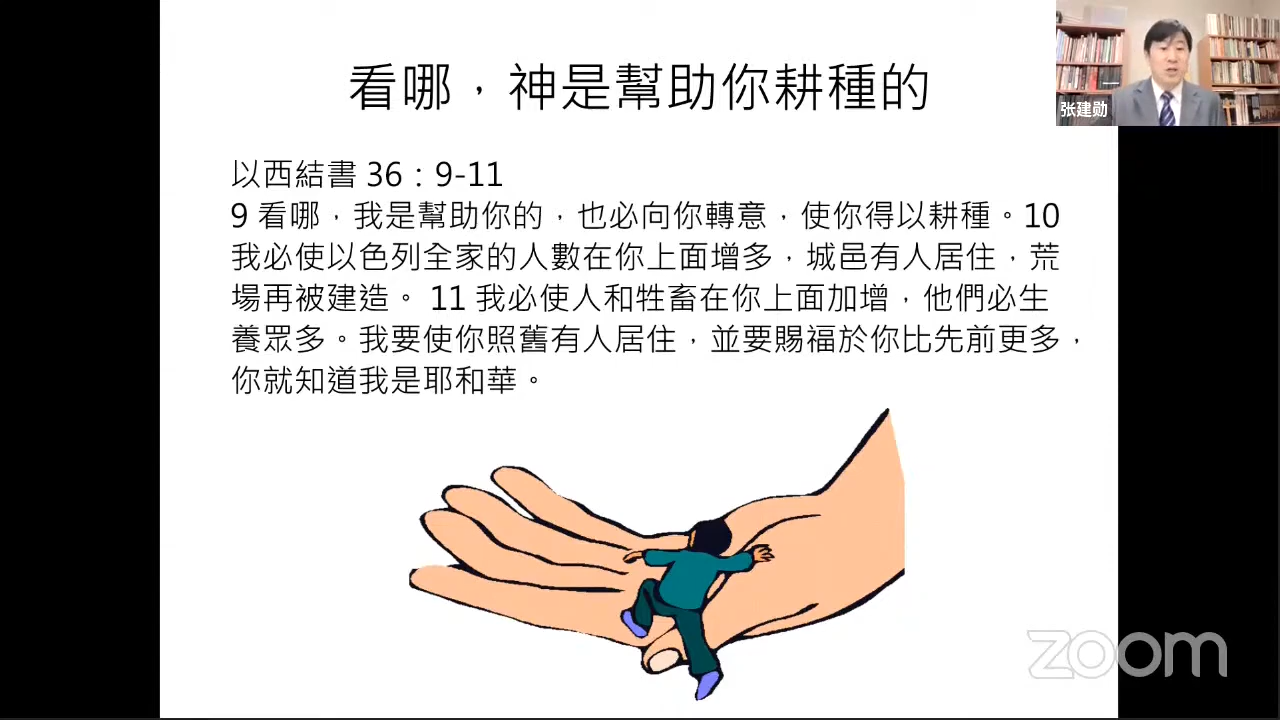 看哪，神是幫助你耕種的
张建勋
以西結書 36：9-11
9 看哪，我是幫助你的，也必向你轉意，使你得以耕種。10
我必使以色列全家的人數在你上面增多，城邑有人居住，荒
場再被建造。 11 我必使人和牲畜在你上面加增，他們必生
養眾多。我要使你照舊有人居住，並要賜福於你比先前更多，
你就知道我是耶和華。
zoom